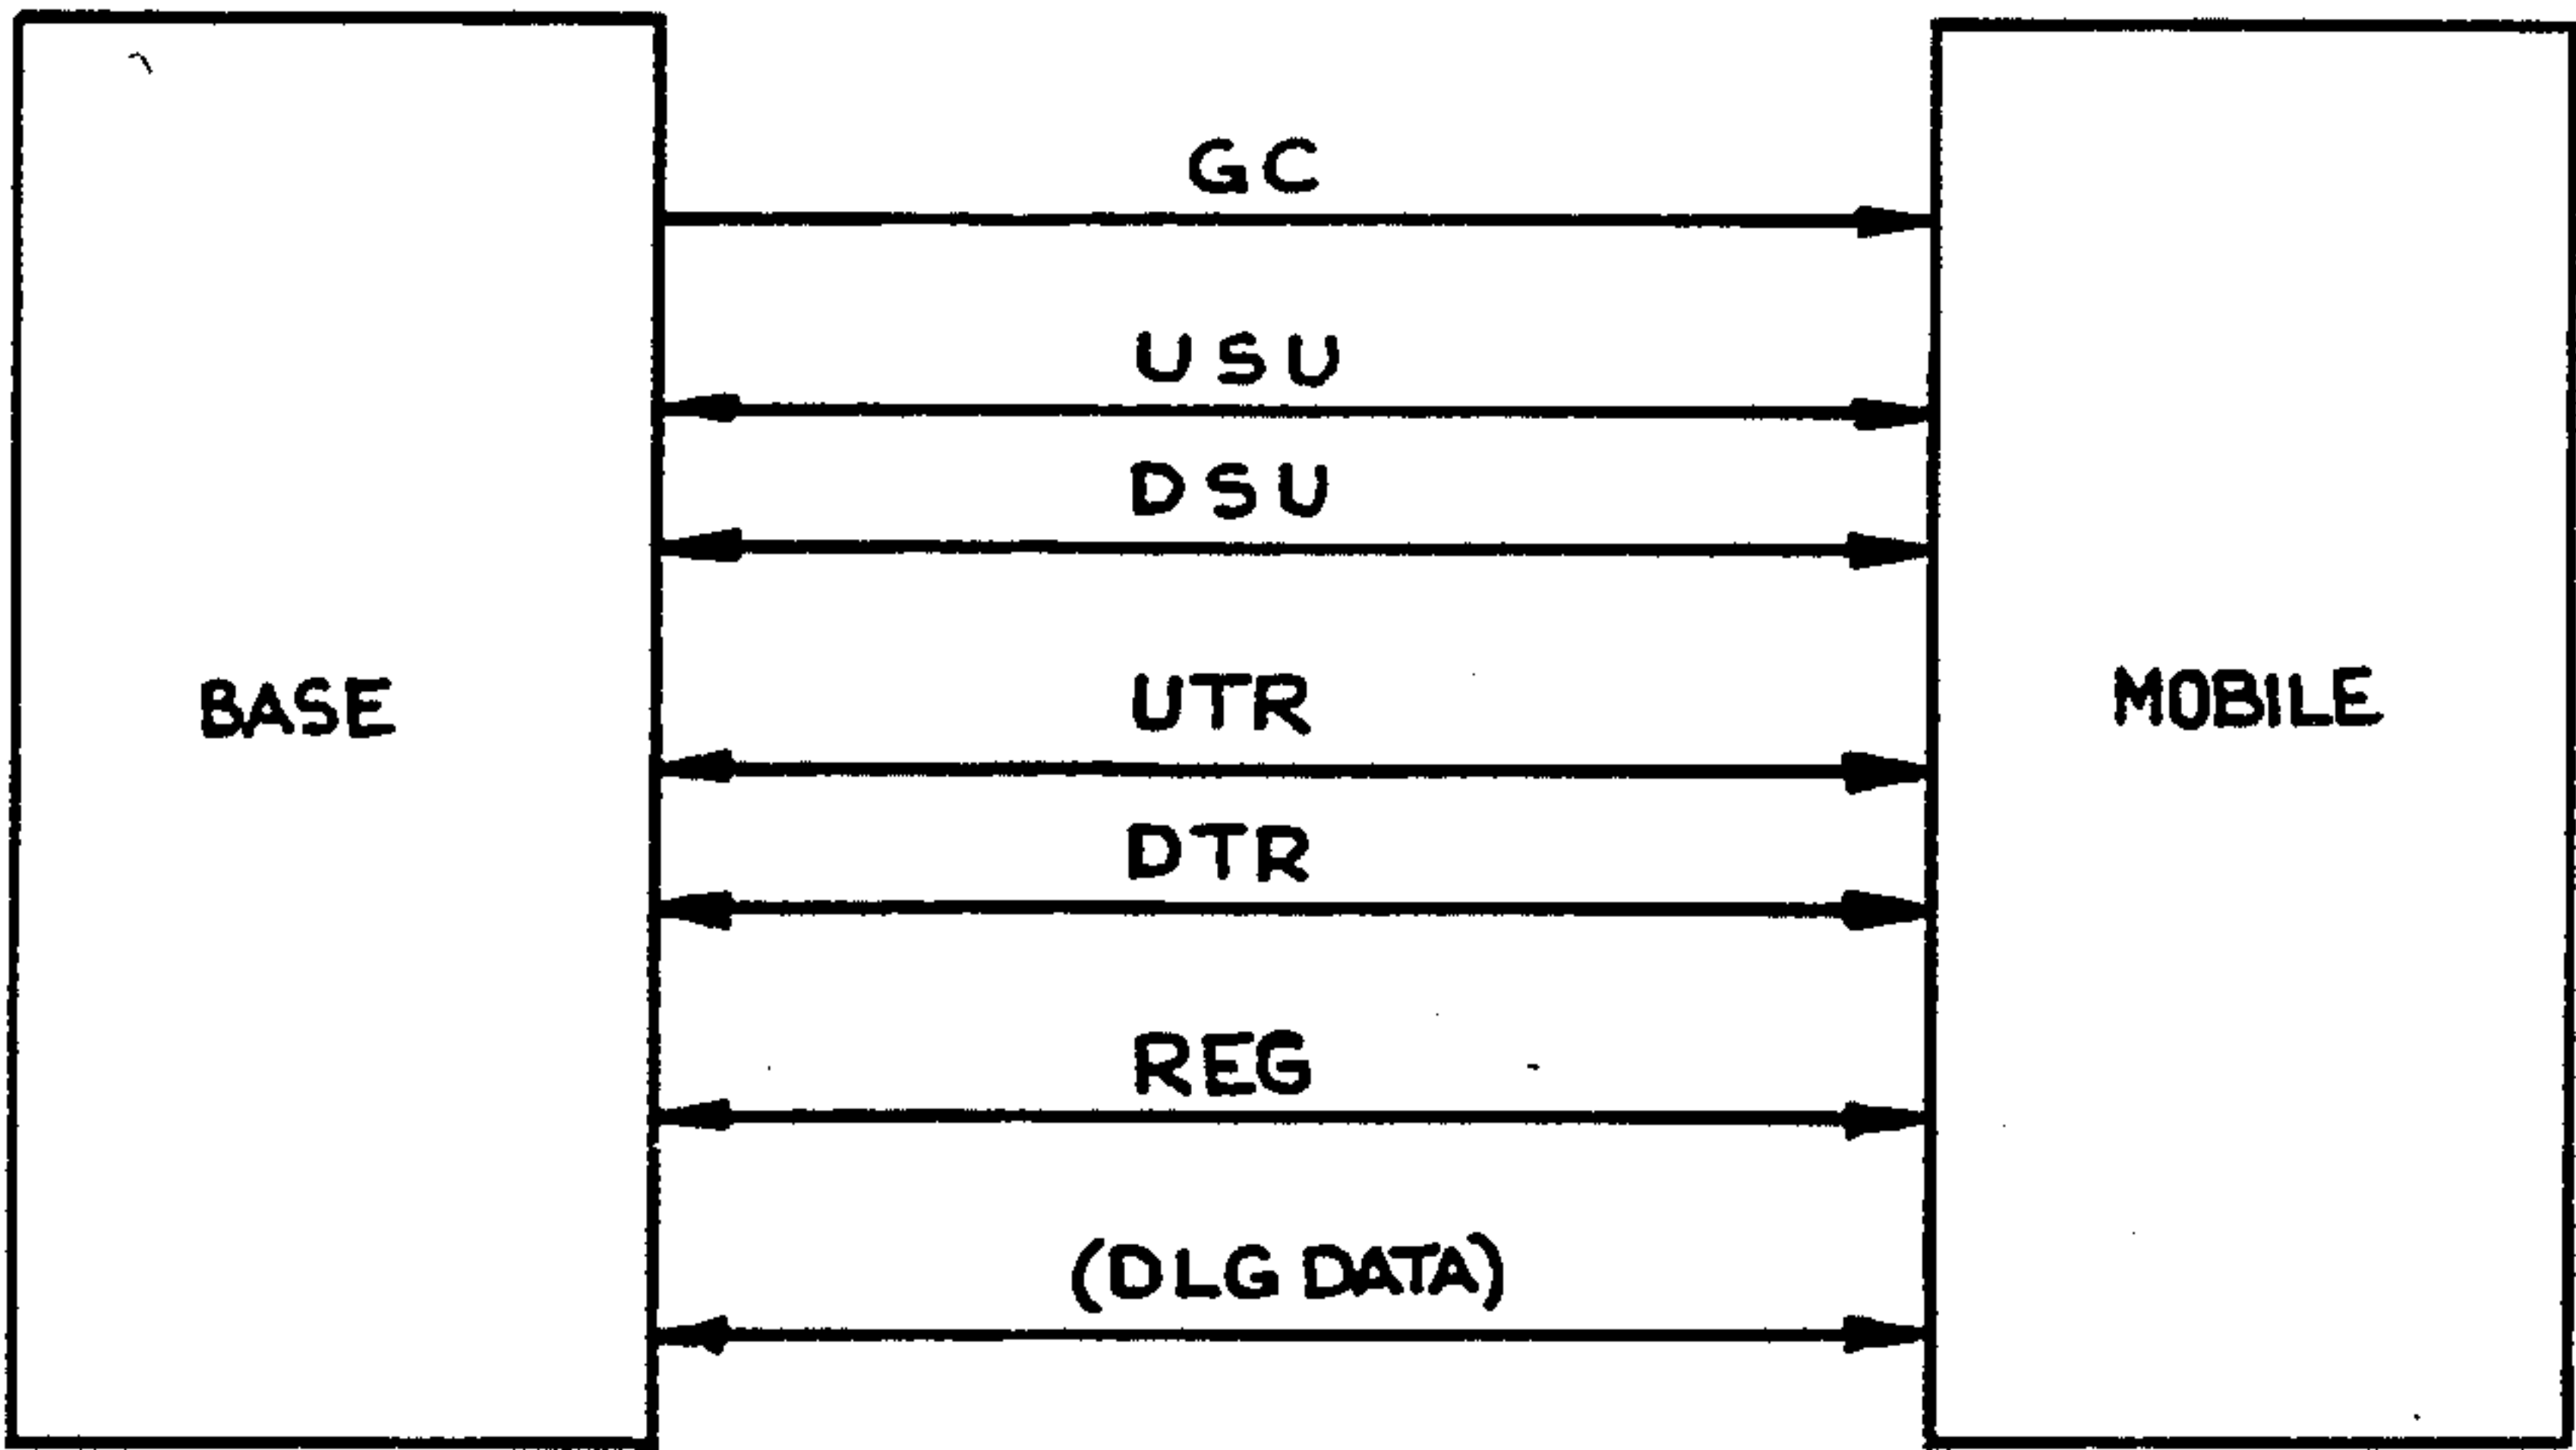 GC
USU
DSU
BASE
UTR
MOBILE
DTR
REG
(DLG DATA)